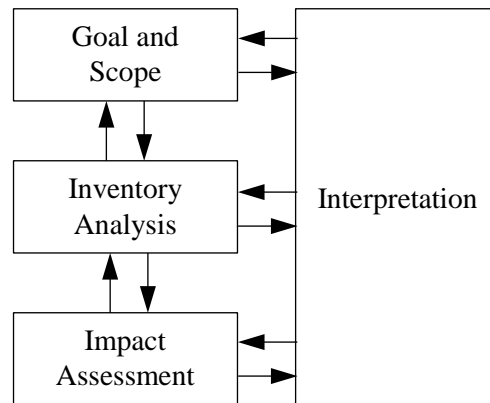 Goal and
Scope
Inventory
Analysis
Interpretation
Impact
Assessment